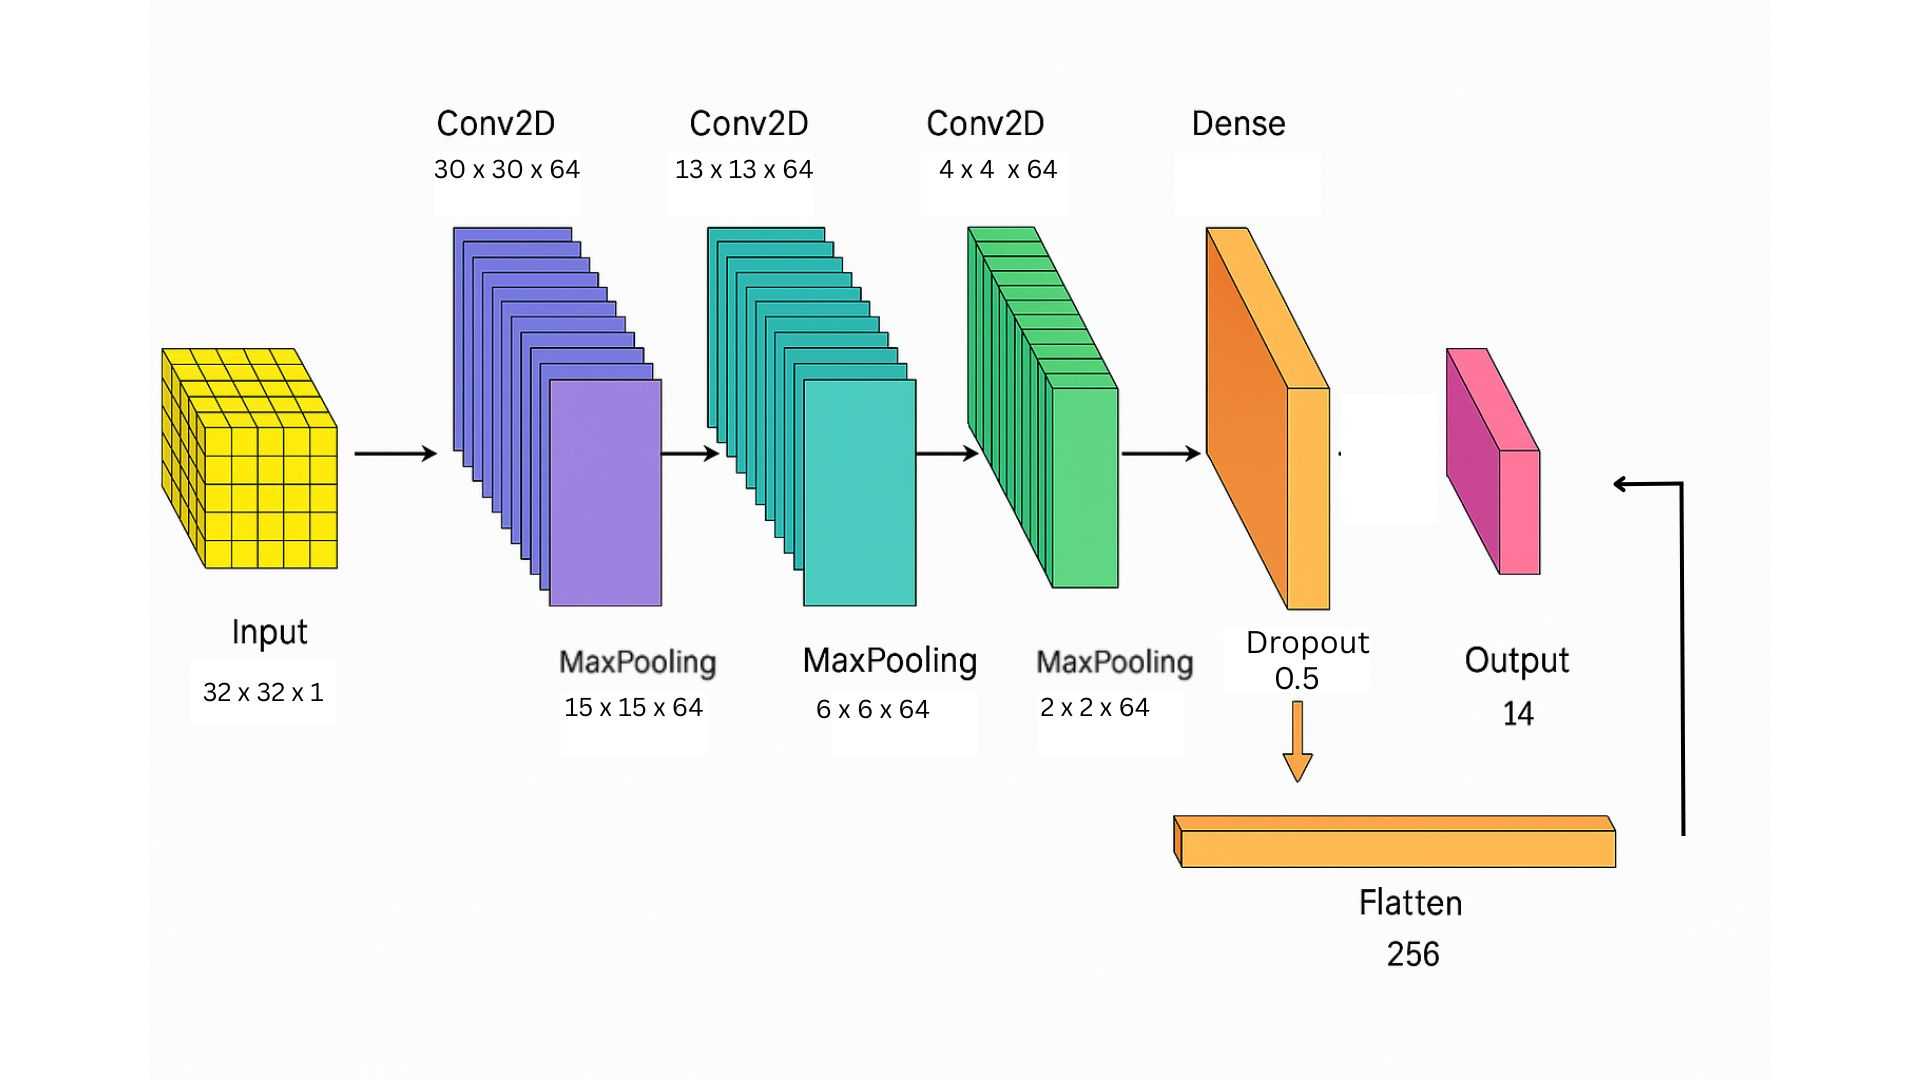 Conv2D
30 x 30 x 64
Conv2D
13 x 13 x 64
Conv2D
4 x 4 x 64
Dense
Input
32 x 32 x 1
MaxPooling
15 x 15 x 64
MaxPooling
6 x 6 x 64
MaxPooling
2 x 2 x 64
Dropout
0.5
Output
14
Flatten
256